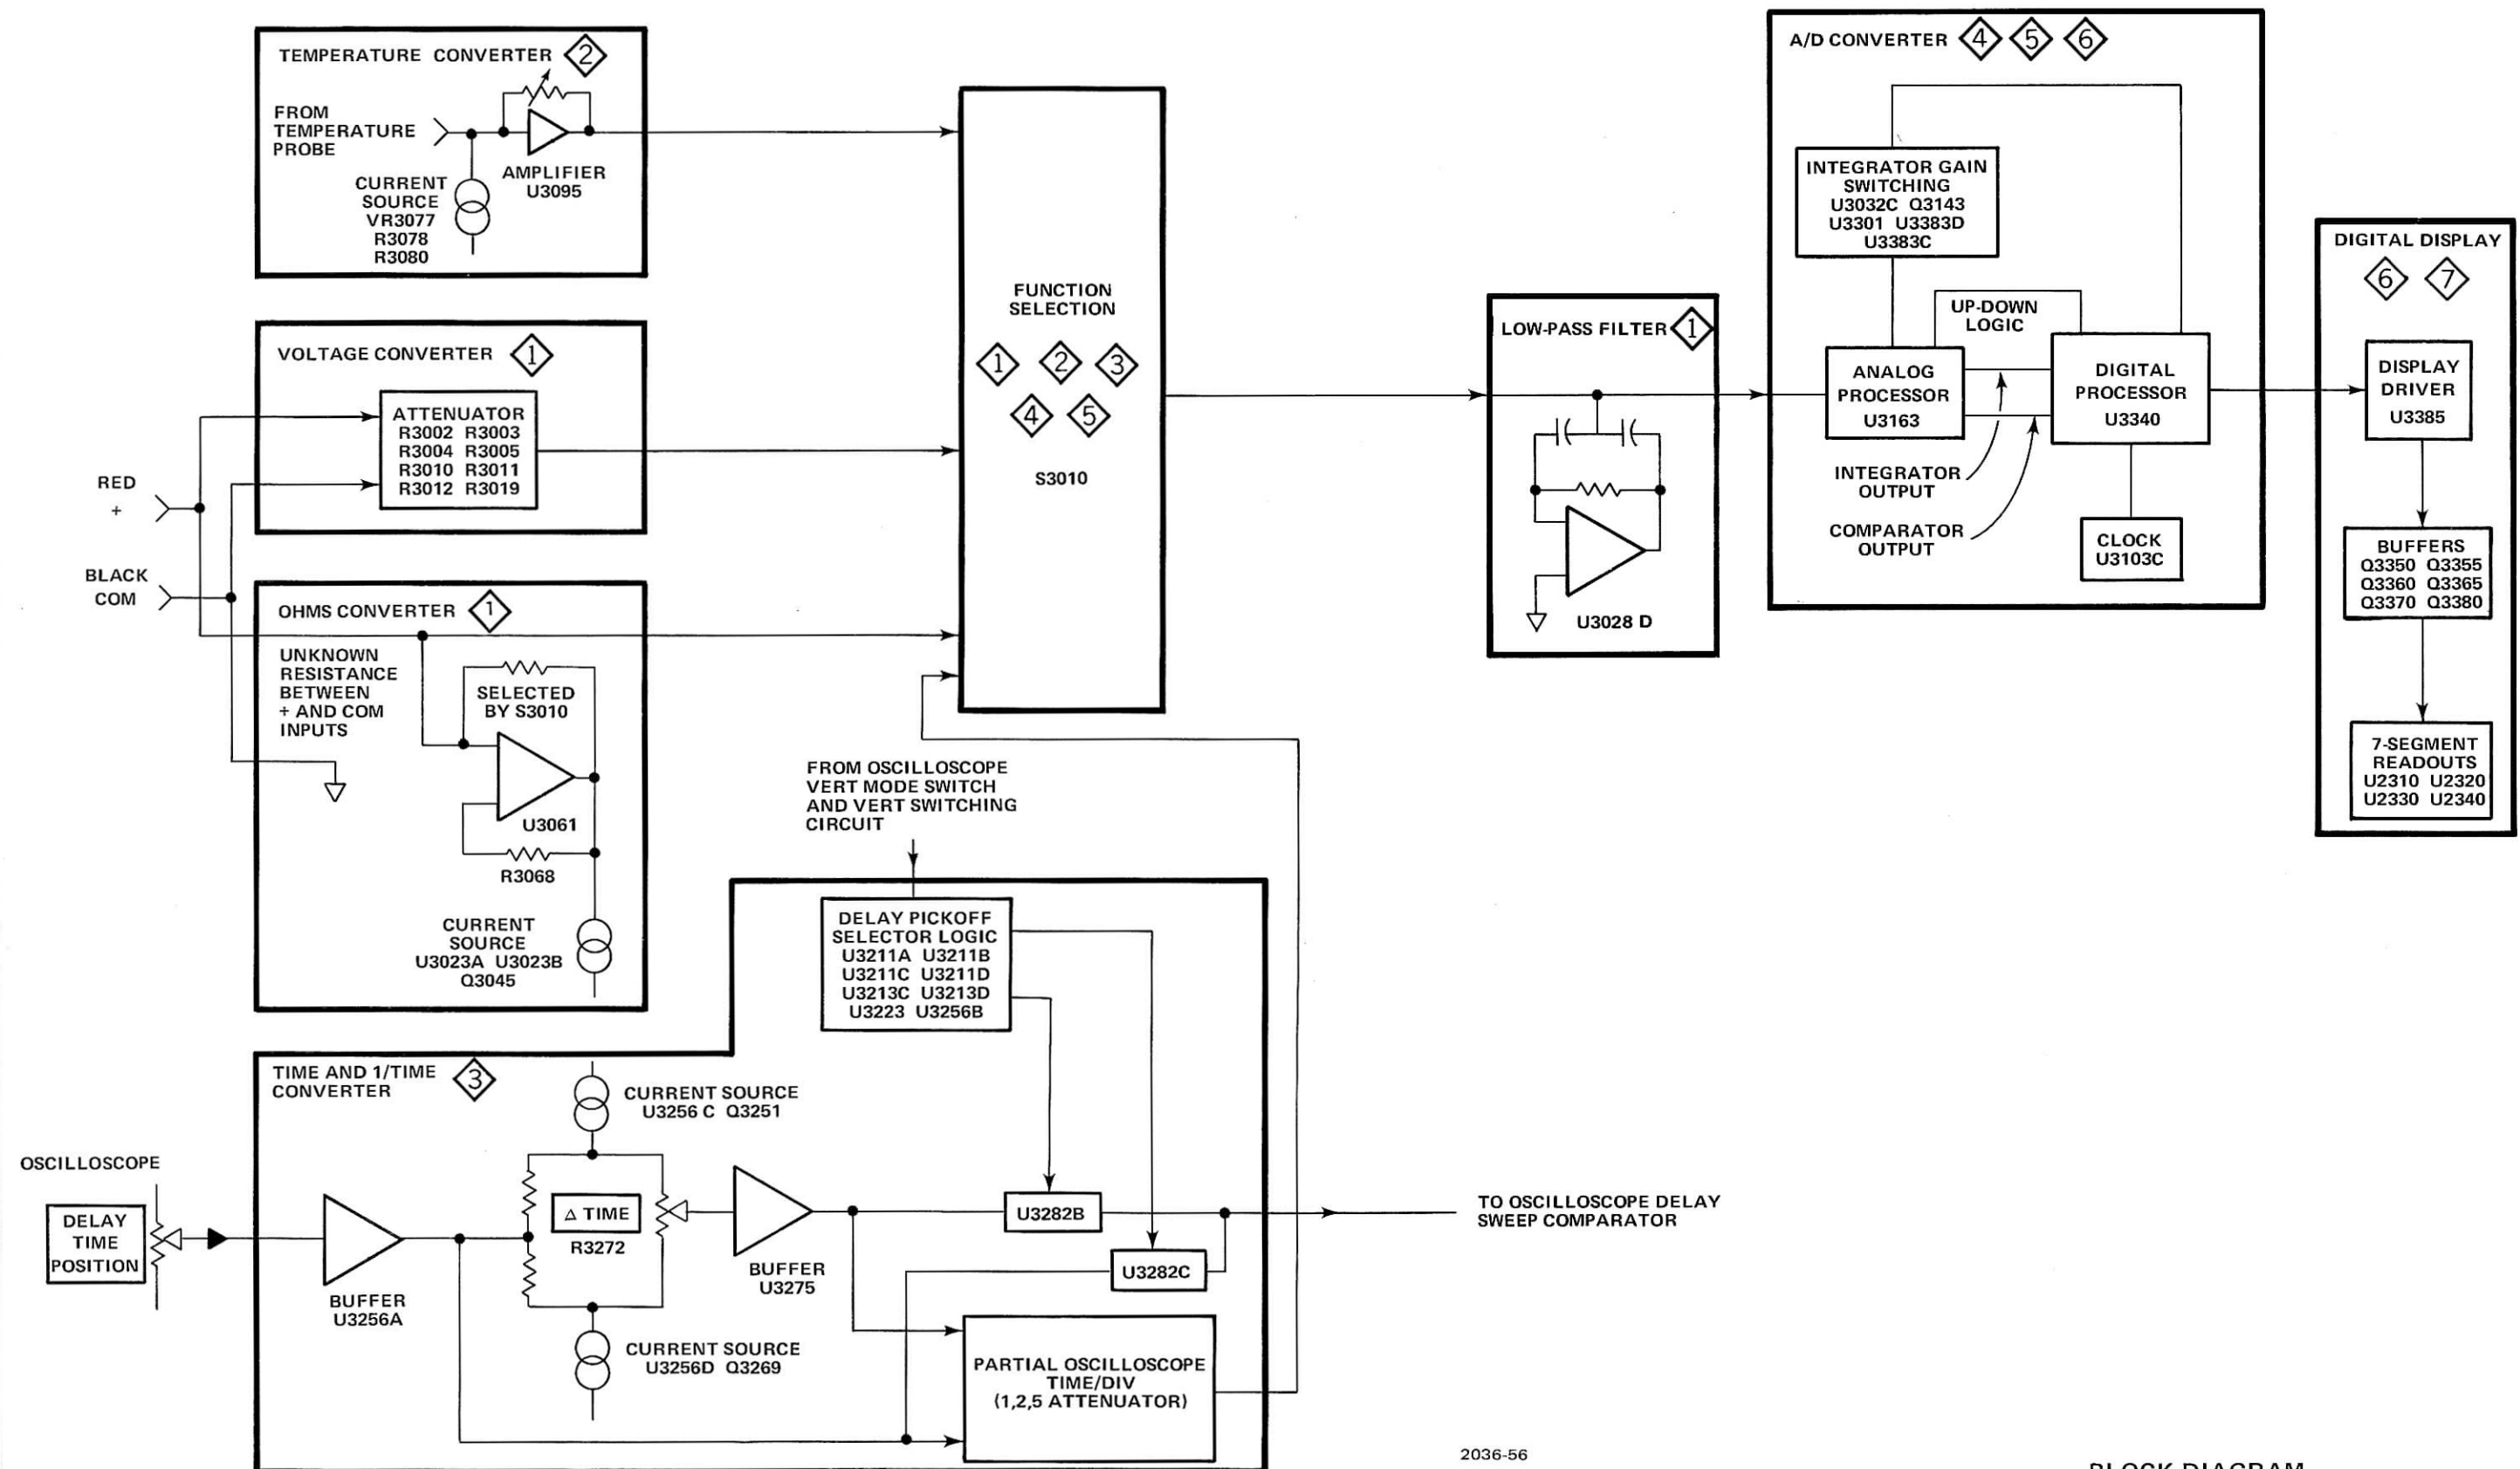 TEMPERATURE CONVERTER 2
FROM
TEMPERATURE
PROBE
AMPLIFIER
U3095
CURRENT
SOURCE
VR3077
R3078
R3080
VOLTAGE CONVERTER 1
ATTENUATOR
R3002 R3003
R3004 R3005
R3010 R3011
R3012 R3019
RED
+
BLACK
COM
OHMS CONVERTER 1
UNKNOWN
RESISTANCE
BETWEEN
+ AND COM
INPUTS
SELECTED
BY S3010
U3061
R3068
CURRENT
SOURCE
U3023A U3023B
Q3045
FUNCTION
SELECTION
1 2 3
4 5
S3010
LOW-PASS FILTER 1
U3028 D
A/D CONVERTER 4 5 6
INTEGRATOR GAIN
SWITCHING
U3032C Q3143
U3301 U3383D
U3383C
UP-DOWN
LOGIC
ANALOG
PROCESSOR
U3163
DIGITAL
PROCESSOR
U3340
INTEGRATOR
OUTPUT
COMPARATOR
OUTPUT
CLOCK
U3103C
DIGITAL DISPLAY
6 7
DISPLAY
DRIVER
U3385
BUFFERS
Q3350 Q3355
Q3360 Q3365
Q3370 Q3380
7-SEGMENT
READOUTS
U2310 U2320
U2330 U2340
FROM OSCILLOSCOPE
VERT MODE SWITCH
AND VERT SWITCHING
CIRCUIT
DELAY PICKOFF
SELECTOR LOGIC
U3211A U3211B
U3211C U3211D
U3213C U3213D
U3223 U3256B
TIME AND 1/TIME
CONVERTER 3
CURRENT SOURCE
U3256 C Q3251
OSCILLOSCOPE
DELAY
TIME
POSITION
BUFFER
U3256A
Δ TIME
R3272
BUFFER
U3275
U3282B
U3282C
CURRENT SOURCE
U3256D Q3269
PARTIAL OSCILLOSCOPE
TIME/DIV
(1,2,5 ATTENUATOR)
TO OSCILLOSCOPE DELAY
SWEEP COMPARATOR
2036-56
BLOCK DIAGRAM